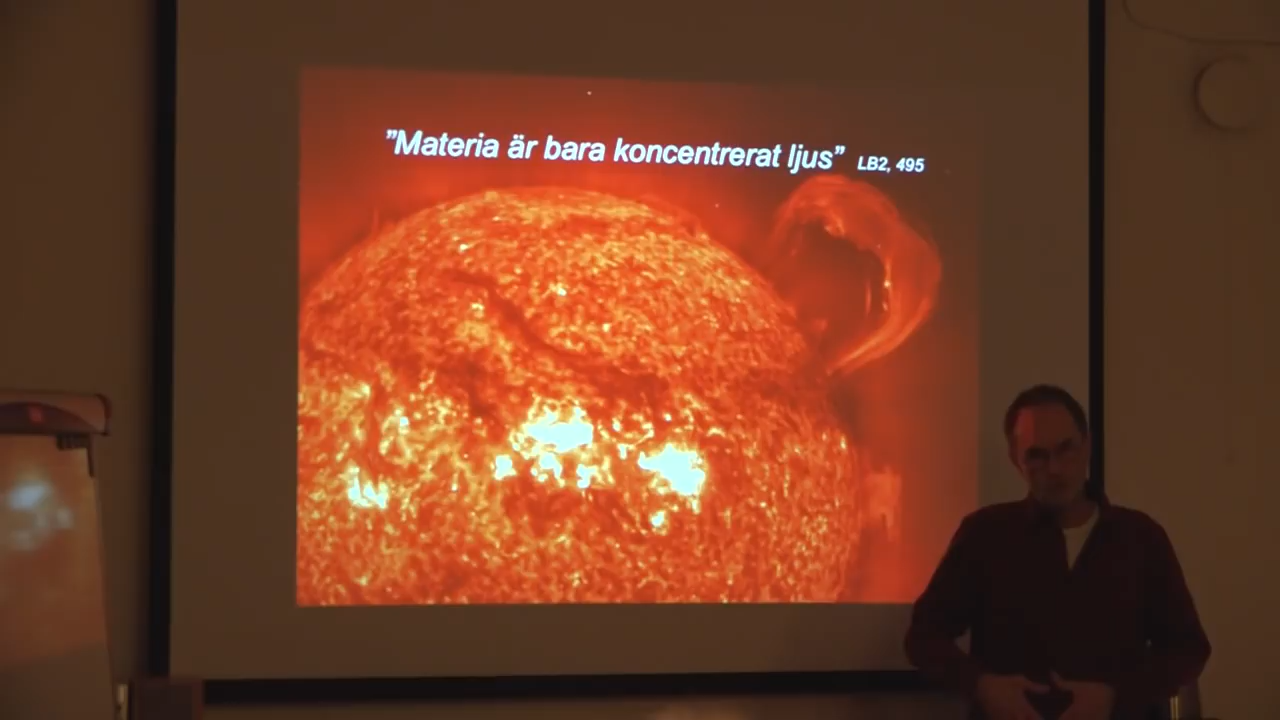 ”Materia är bara koncentrerat ljus” LB2, 495